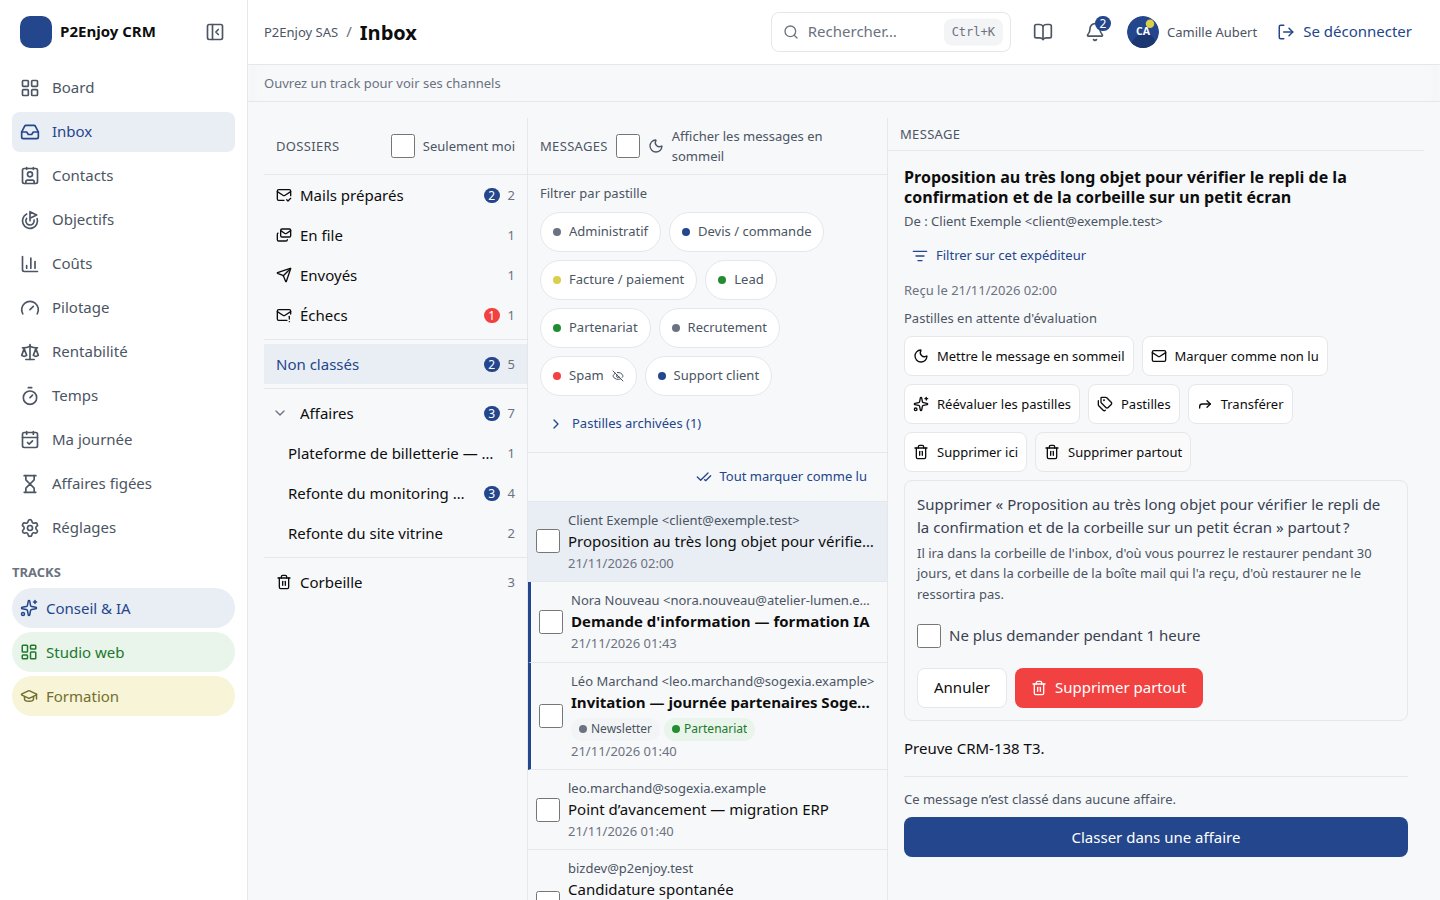 P2Enjoy CRM
Board
Inbox
Contacts
Objectifs
Coûts
Pilotage
Rentabilité
Temps
Ma journée
Affaires figées
Réglages
TRACKS
Conseil & IA
Studio web
Formation
P2Enjoy SAS / Inbox
Rechercher...
Ctrl+K
2
CA
Camille Aubert
Se déconnecter
Ouvrez un track pour voir ses channels
DOSSIERS
Seulement moi
Mails préparés 2 2
En file 1
Envoyés 1
Échecs 1 1
Non classés 2 5
Affaires 3 7
Plateforme de billetterie — ... 1
Refonte du monitoring ... 3 4
Refonte du site vitrine 2
Corbeille 3
MESSAGES
Afficher les messages en
sommeil
Filtrer par pastille
Administratif
Devis / commande
Facture / paiement
Lead
Partenariat
Recrutement
Spam
Support client
Pastilles archivées (1)
Tout marquer comme lu
Client Exemple <client@exemple.test>
Proposition au très long objet pour vérifie...
21/11/2026 02:00
Nora Nouveau <nora.nouveau@atelier-lumen.e...
Demande d'information — formation IA
21/11/2026 01:43
Léo Marchand <leo.marchand@sogexia.example>
Invitation — journée partenaires Soge...
Newsletter
Partenariat
21/11/2026 01:40
leo.marchand@sogexia.example
Point d’avancement — migration ERP
21/11/2026 01:40
bizdev@p2enjoy.test
Candidature spontanée
MESSAGE
Proposition au très long objet pour vérifier le repli de la
confirmation et de la corbeille sur un petit écran
De : Client Exemple <client@exemple.test>
Filtrer sur cet expéditeur
Reçu le 21/11/2026 02:00
Pastilles en attente d'évaluation
Mettre le message en sommeil
Marquer comme non lu
Réévaluer les pastilles
Pastilles
Transférer
Supprimer ici
Supprimer partout
Supprimer « Proposition au très long objet pour vérifier le repli de
la confirmation et de la corbeille sur un petit écran » partout ?
Il ira dans la corbeille de l'inbox, d'où vous pourrez le restaurer pendant 30
jours, et dans la corbeille de la boîte mail qui l'a reçu, d'où restaurer ne le
ressortira pas.
Ne plus demander pendant 1 heure
Annuler
Supprimer partout
Preuve CRM-138 T3.
Ce message n’est classé dans aucune affaire.
Classer dans une affaire